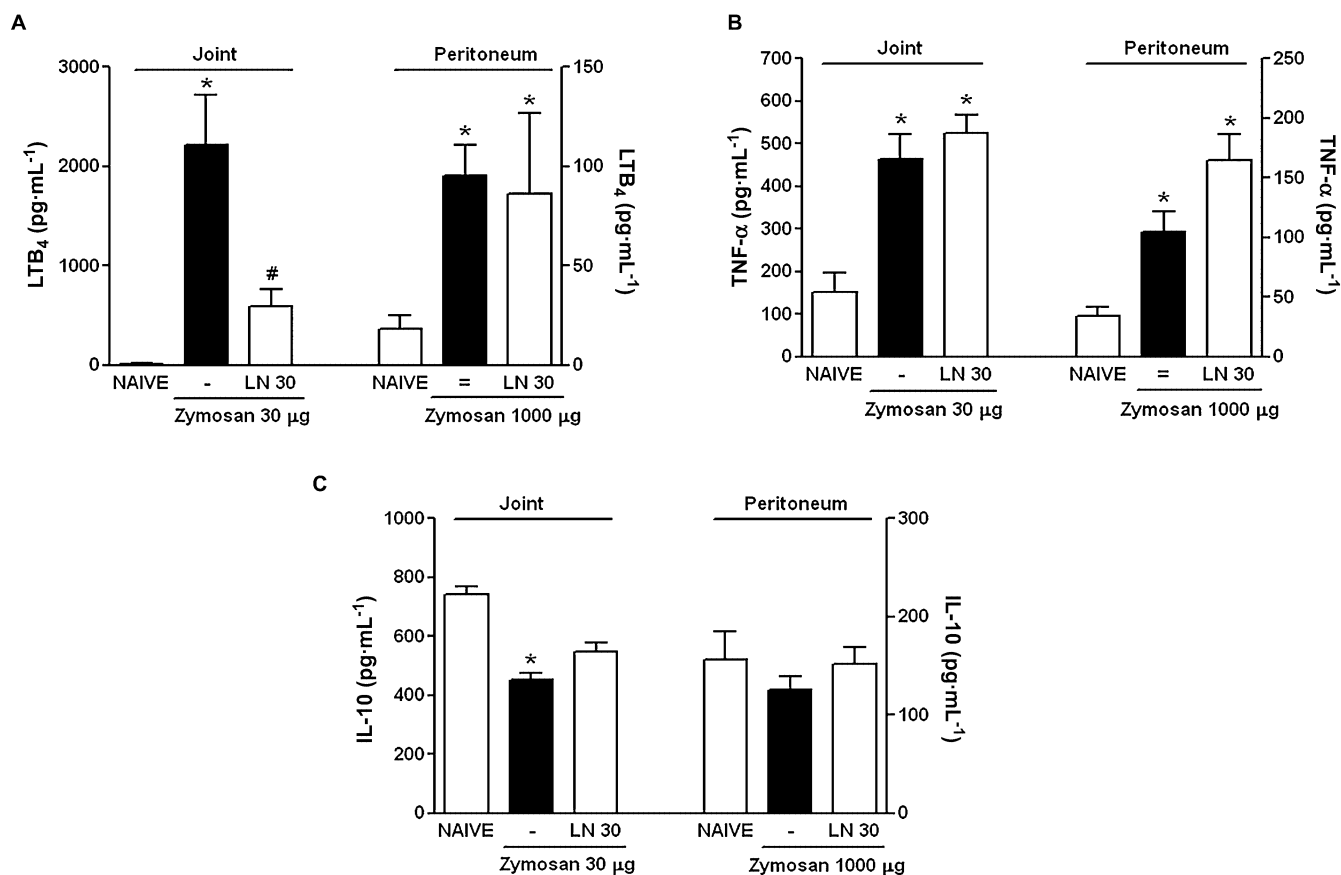 A
Joint
Peritoneum
3000
2000
1000
0
LTB4 (pg·mL-1)
*
#
*
*
150
100
50
0
LTB4 (pg·mL-1)
NAIVE - LN 30 NAIVE = LN 30
Zymosan 30 µg Zymosan 1000 µg
B
Joint
Peritoneum
700
600
500
400
300
200
100
0
TNF-α (pg·mL-1)
*
*
*
*
250
200
150
100
50
0
TNF-α (pg·mL-1)
NAIVE - LN 30 NAIVE = LN 30
Zymosan 30 µg Zymosan 1000 µg
C
Joint
Peritoneum
1000
800
600
400
200
0
IL-10 (pg·mL-1)
*
300
200
100
0
IL-10 (pg·mL-1)
NAIVE - LN 30 NAIVE - LN 30
Zymosan 30 µg Zymosan 1000 µg